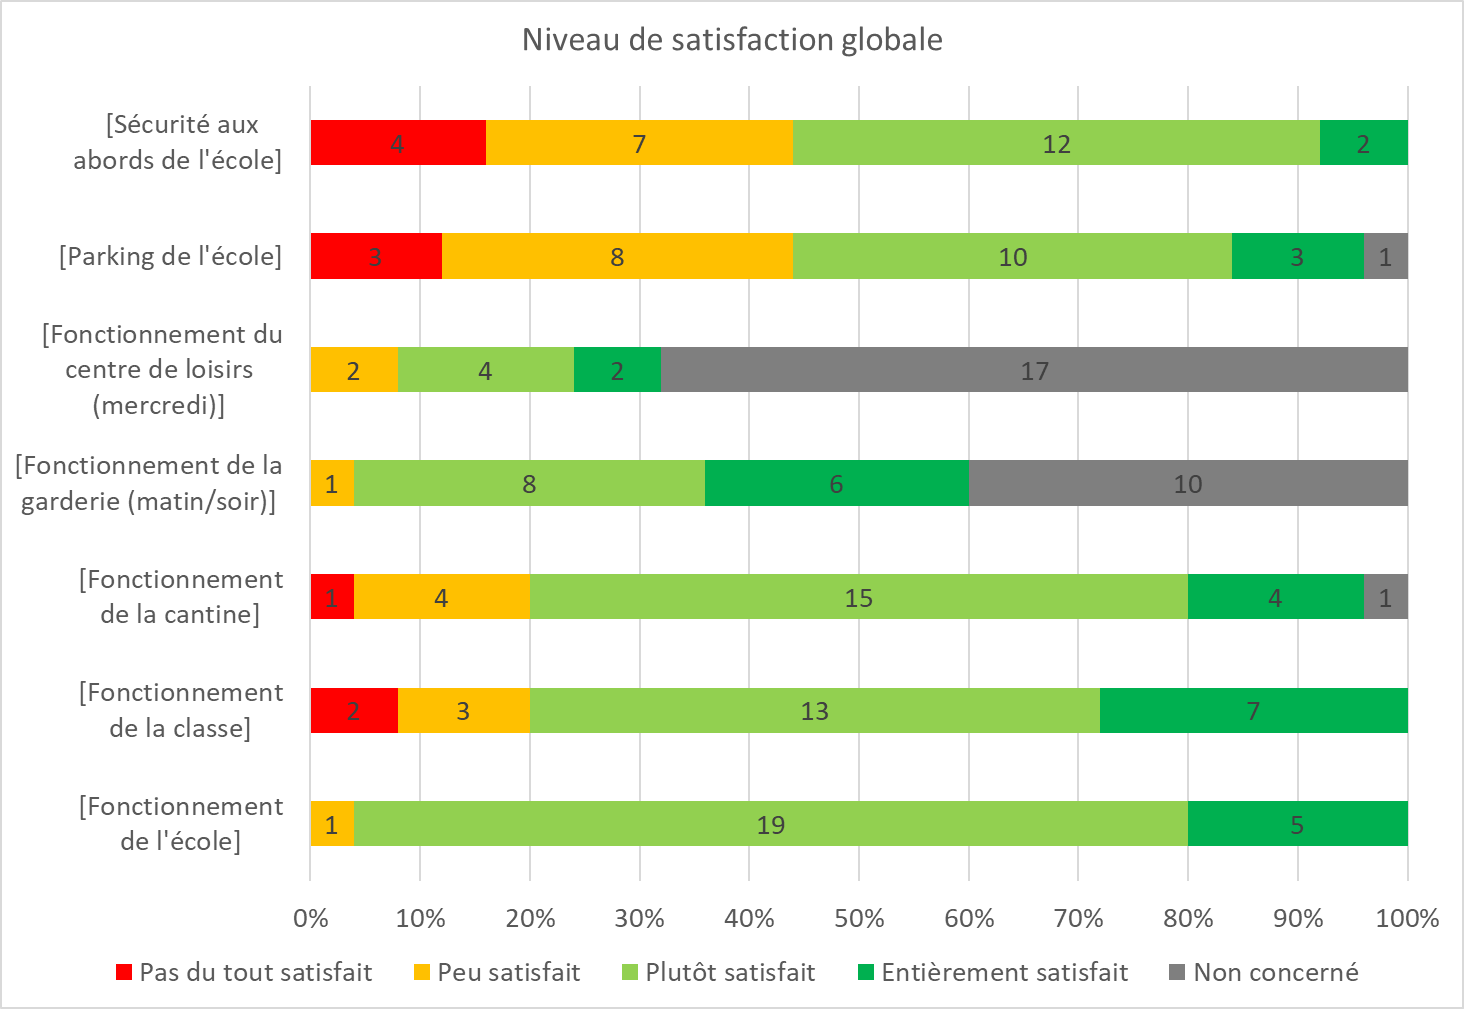 Niveau de satisfaction globale
[Sécurité aux
abords de l'école]
4 7 12 2
[Parking de l'école]
3 8 10 3 1
[Fonctionnement du
centre de loisirs
(mercredi)]
2 4 2 17
[Fonctionnement de la
garderie (matin/soir)]
1 8 6 10
[Fonctionnement
de la cantine]
1 4 15 4 1
[Fonctionnement
de la classe]
2 3 13 7
[Fonctionnement
de l'école]
1 19 5
0% 10% 20% 30% 40% 50% 60% 70% 80% 90% 100%
Pas du tout satisfait Peu satisfait Plutôt satisfait Entièrement satisfait Non concerné